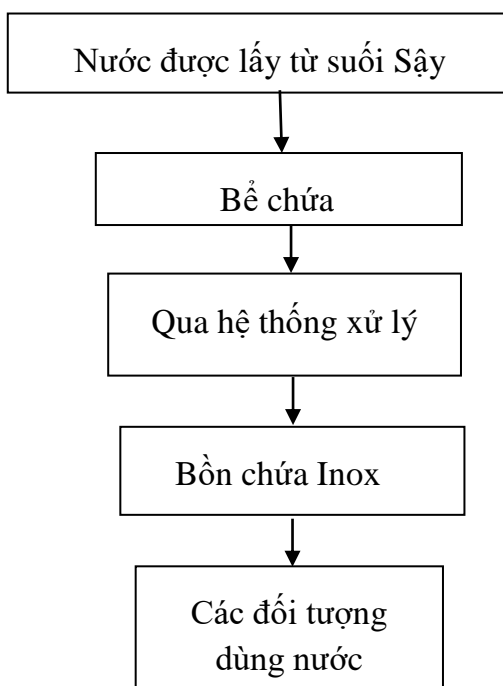 Nước được lấy từ suối Sậy
Bể chứa
Qua hệ thống xử lý
Bồn chứa Inox
Các đối tượng
dùng nước